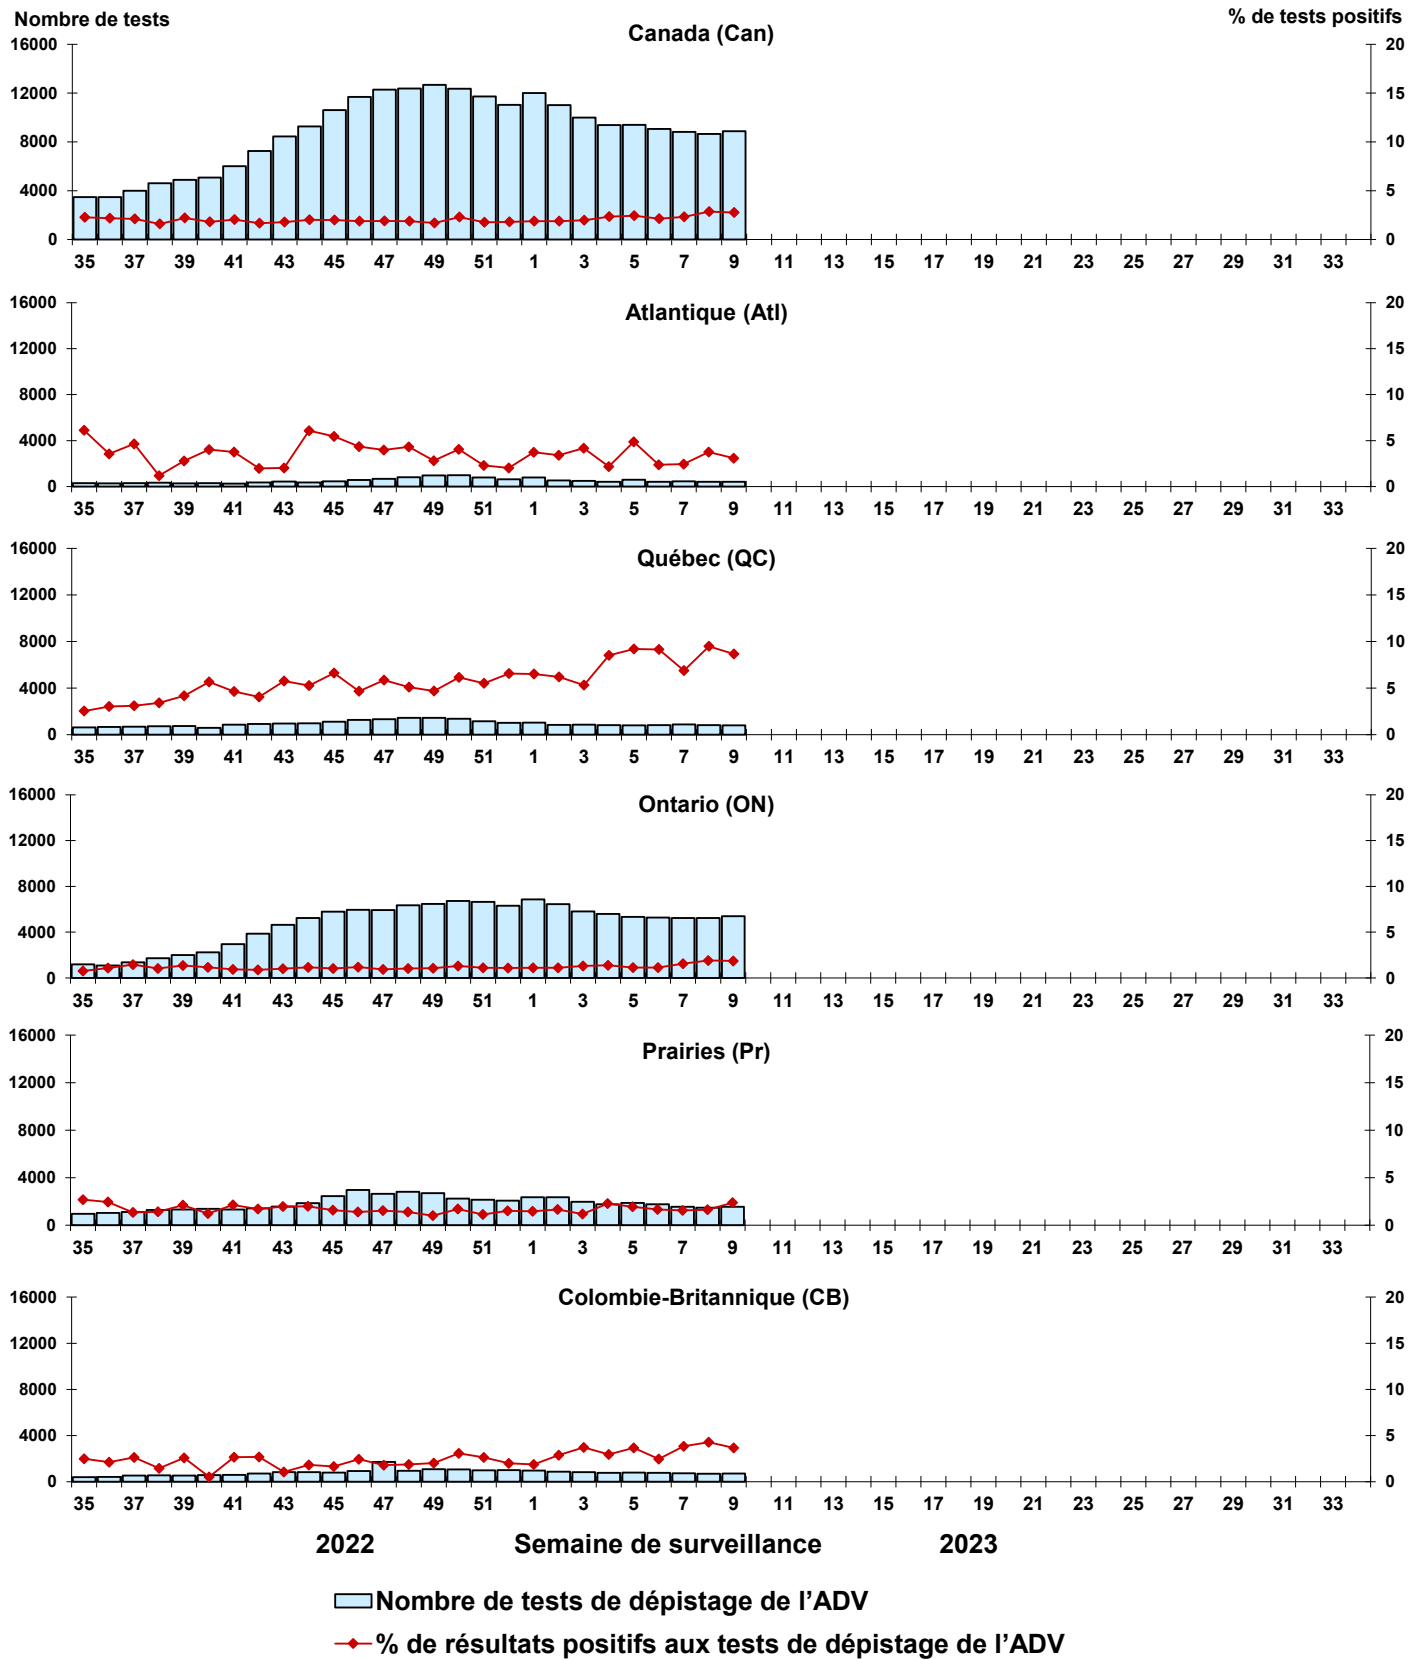 Nombre de tests % de tests positifs
Canada (Can)
16000 20
12000 15
8000 10
4000 5
0 0
35 37 39 41 43 45 47 49 51 1 3 5 7 9 11 13 15 17 19 21 23 25 27 29 31 33
Atlantique (Atl)
16000 20
12000 15
8000 10
4000 5
0 0
35 37 39 41 43 45 47 49 51 1 3 5 7 9 11 13 15 17 19 21 23 25 27 29 31 33
Québec (QC)
16000 20
12000 15
8000 10
4000 5
0 0
35 37 39 41 43 45 47 49 51 1 3 5 7 9 11 13 15 17 19 21 23 25 27 29 31 33
Ontario (ON)
16000 20
12000 15
8000 10
4000 5
0 0
35 37 39 41 43 45 47 49 51 1 3 5 7 9 11 13 15 17 19 21 23 25 27 29 31 33
Prairies (Pr)
16000 20
12000 15
8000 10
4000 5
0 0
35 37 39 41 43 45 47 49 51 1 3 5 7 9 11 13 15 17 19 21 23 25 27 29 31 33
Colombie-Britannique (CB)
16000 20
12000 15
8000 10
4000 5
0 0
35 37 39 41 43 45 47 49 51 1 3 5 7 9 11 13 15 17 19 21 23 25 27 29 31 33
2022 Semaine de surveillance 2023
Nombre de tests de dépistage de l’ADV
% de résultats positifs aux tests de dépistage de l’ADV